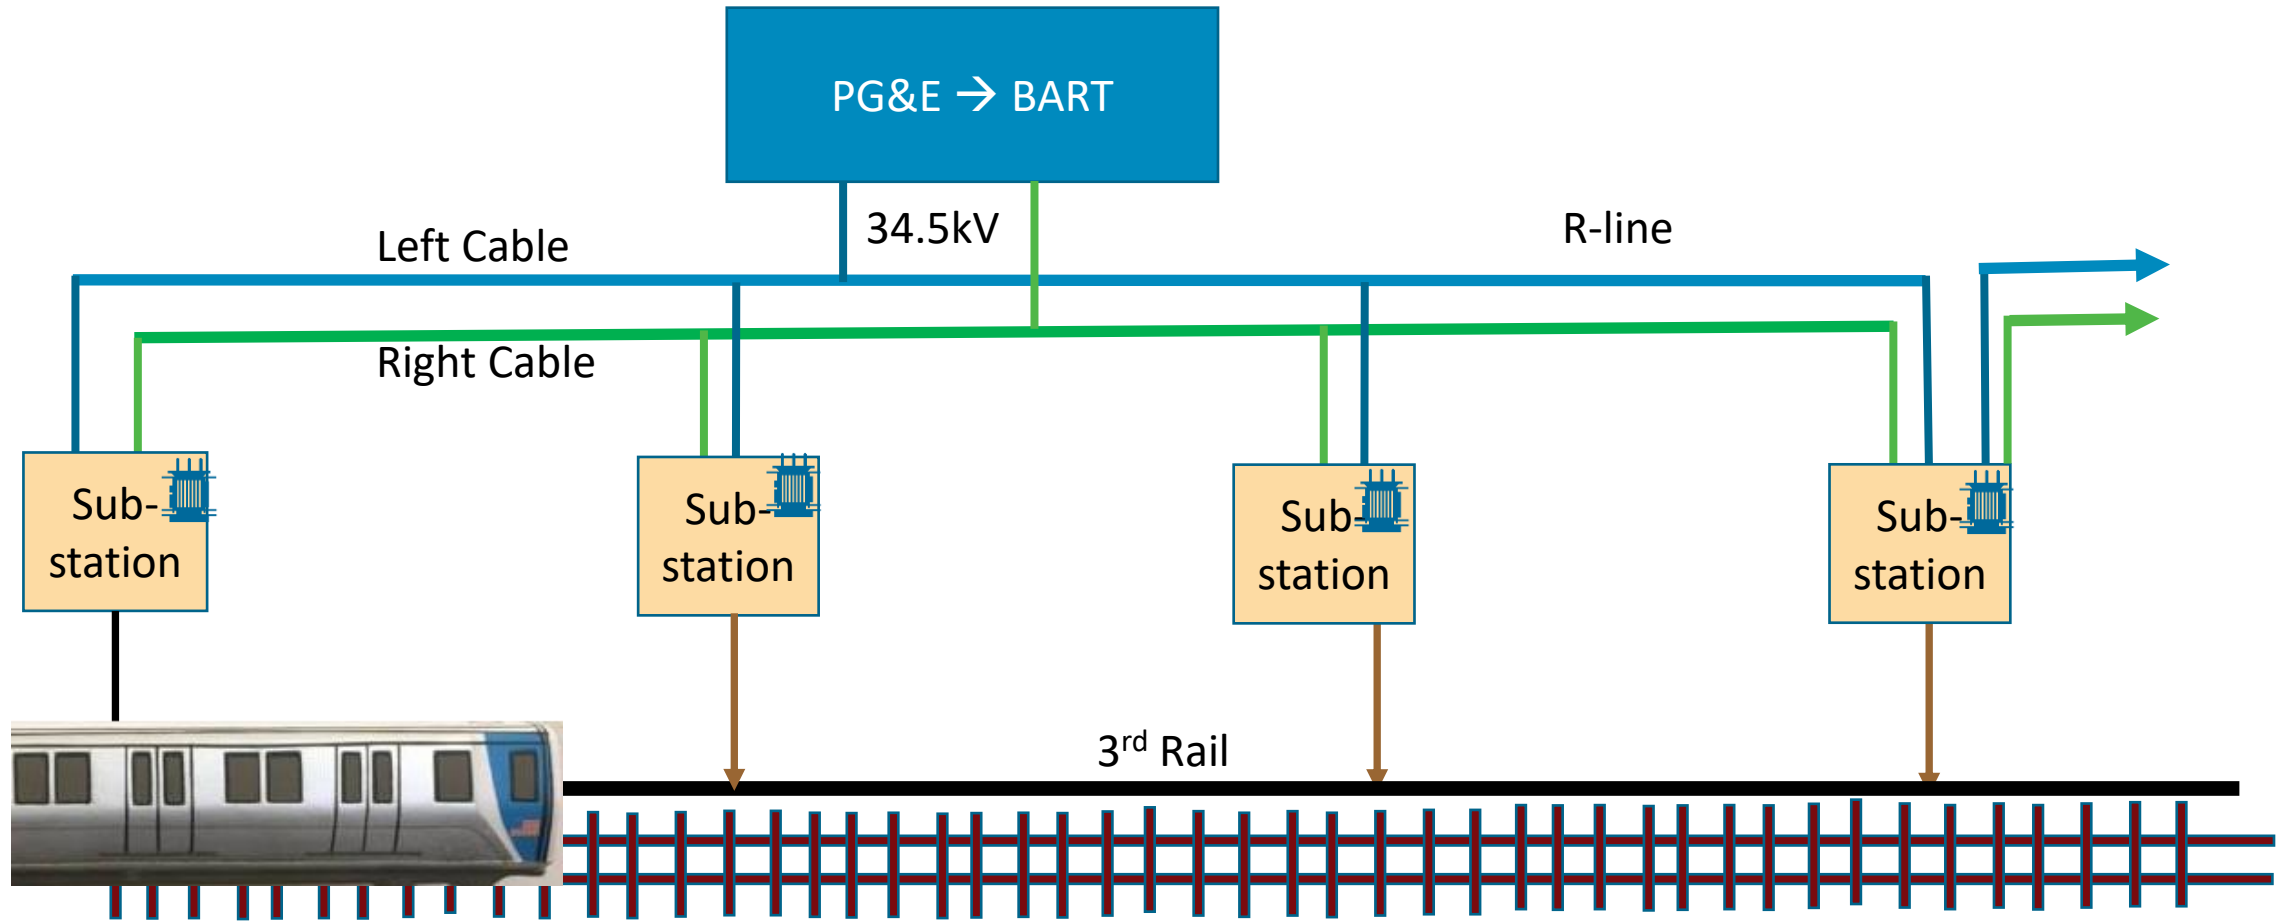 PG&E → BART
34.5kV
R-line
Left Cable
Right Cable
Sub-
station
Sub-
station
Sub-
station
Sub-
station
3rd Rail